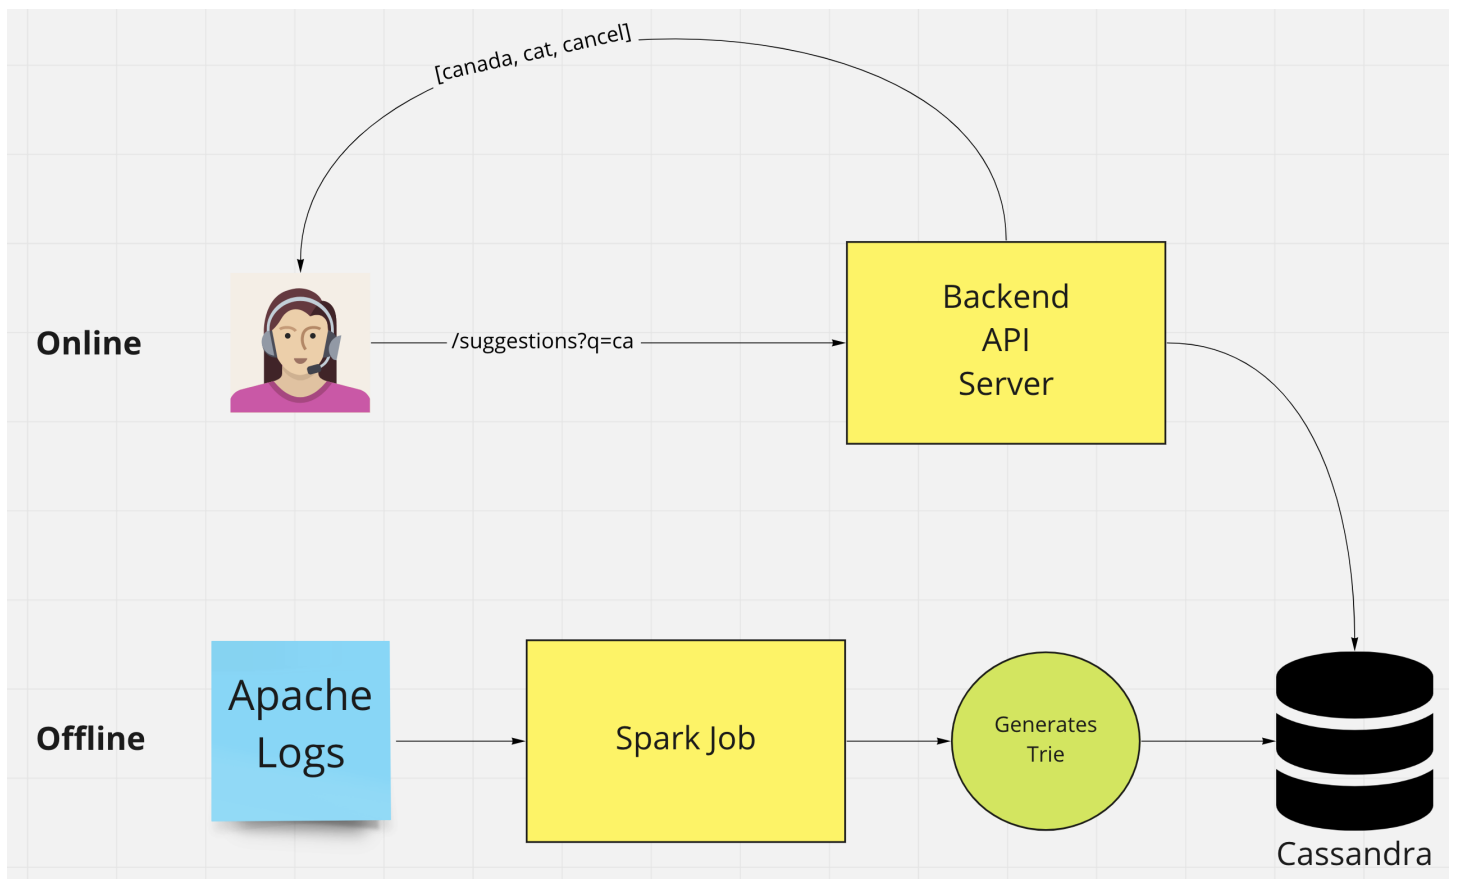 [canada, cat, cancel]
Online
/suggestions?q=ca
Backend
API
Server
Offline
Apache
Logs
Spark Job
Generates
Trie
Cassandra